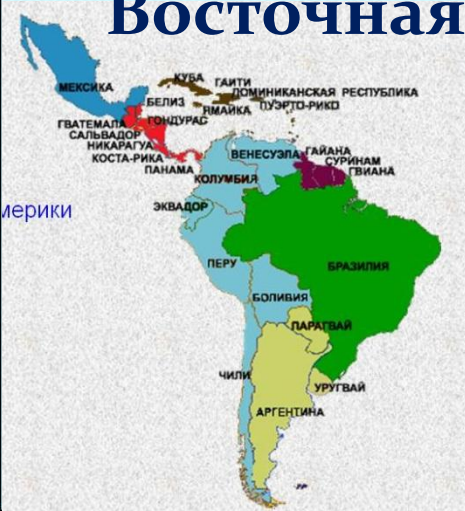 Восточная
МЕКСИКА
КУБА
ГАИТИ
ДОМИНИКАНСКАЯ РЕСПУБЛИКА
БЕЛИЗ
ЯМАЙКА
ПУЭРТО-РИКО
ГВАТЕМАЛА
ГОНДУРАС
САЛЬВАДОР
НИКАРАГУА
КОСТА-РИКА
ПАНАМА
ВЕНЕСУЭЛА
ГАЙАНА
СУРИНАМ
ГВИАНА
КОЛУМБИЯ
мерики
ЭКВАДОР
ПЕРУ
БРАЗИЛИЯ
БОЛИВИЯ
ПАРАГВАЙ
ЧИЛИ
УРУГВАЙ
АРГЕНТИНА